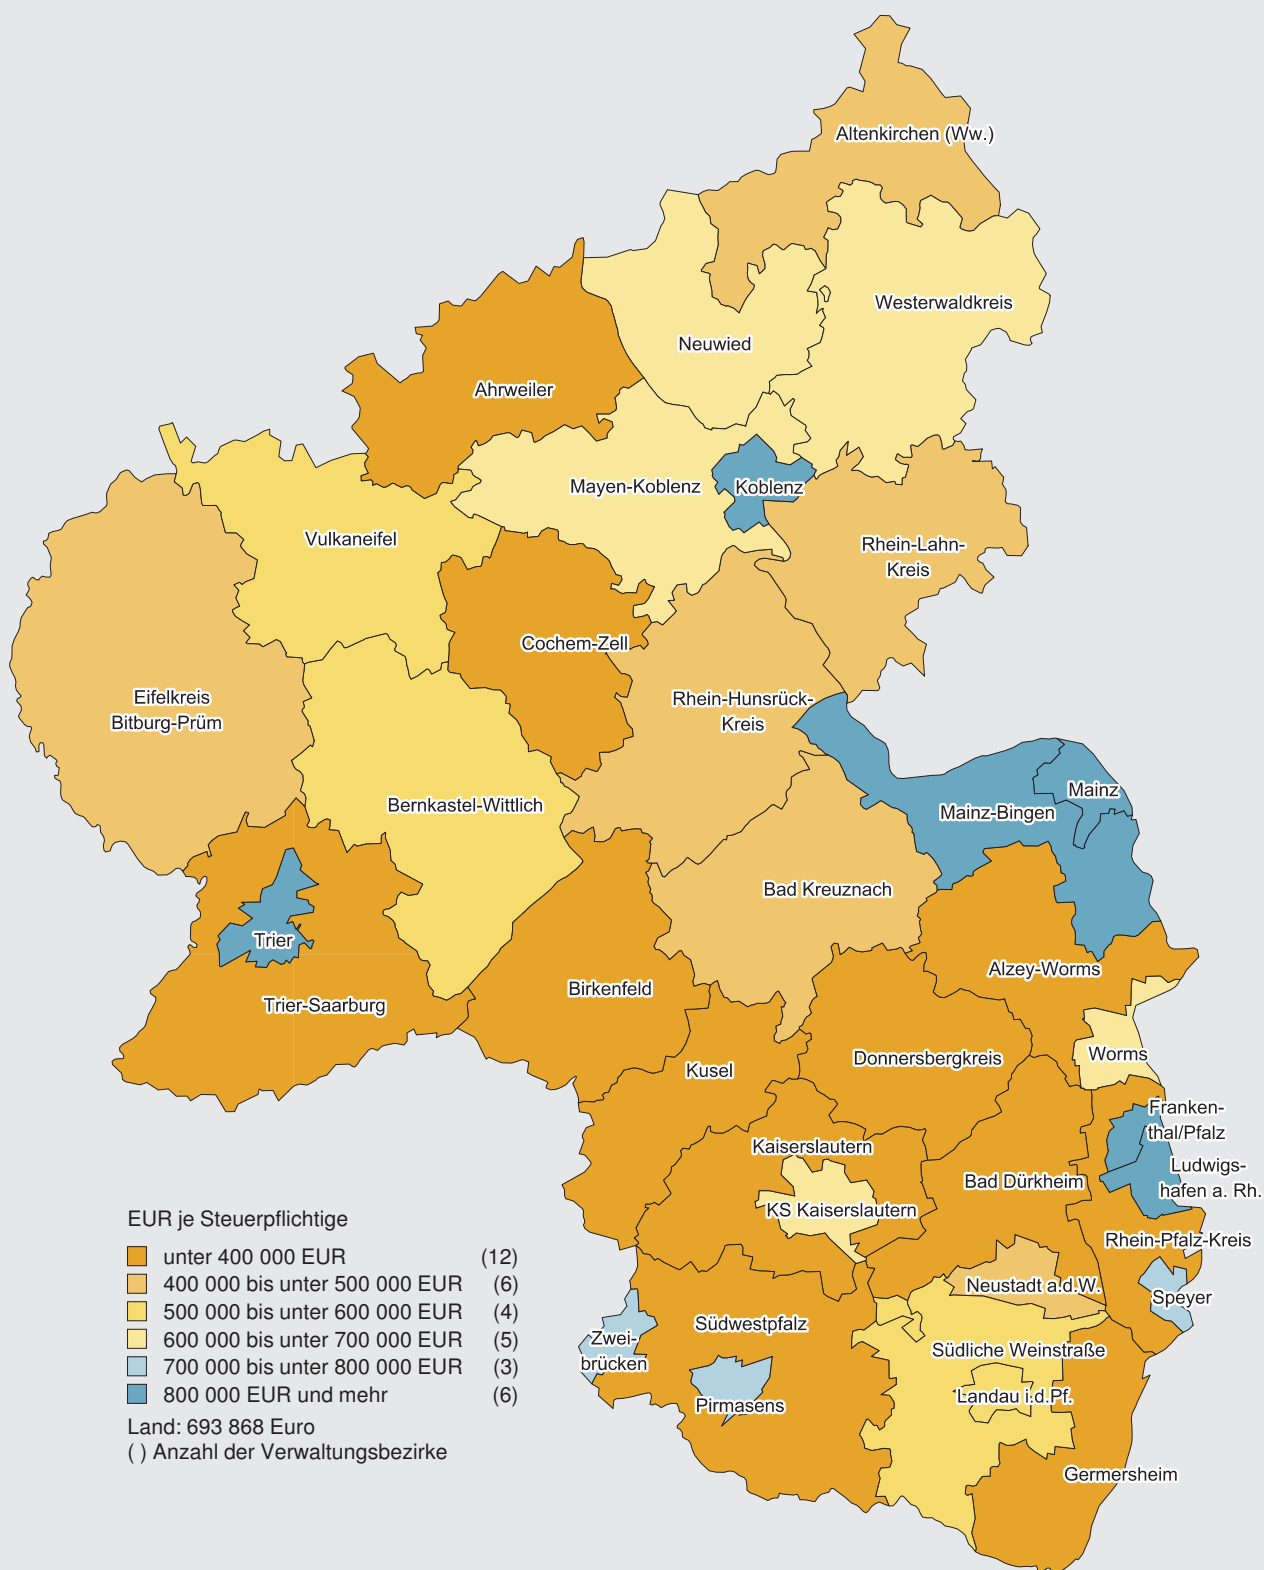 Altenkirchen (Ww.)
Westerwaldkreis
Neuwied
Ahrweiler
Mayen-Koblenz
Koblenz
Vulkaneifel
Rhein-Lahn-
Kreis
Cochem-Zell
Eifelkreis
Bitburg-Prüm
Rhein-Hunsrück-
Kreis
Mainz
Bernkastel-Wittlich
Mainz-Bingen
Bad Kreuznach
Trier
Alzey-Worms
Birkenfeld
Trier-Saarburg
Worms
Donnersbergkreis
Kusel
Franken-
thal/Pfalz
Kaiserslautern
Ludwigs-
hafen a. Rh.
Bad Dürkheim
KS Kaiserslautern
Rhein-Pfalz-Kreis
Neustadt a.d.W.
Speyer
Südwestpfalz
Zwei-
brücken
Südliche Weinstraße
Landau i.d.Pf.
Pirmasens
Germersheim
EUR je Steuerpflichtige
unter 400 000 EUR (12)
400 000 bis unter 500 000 EUR (6)
500 000 bis unter 600 000 EUR (4)
600 000 bis unter 700 000 EUR (5)
700 000 bis unter 800 000 EUR (3)
800 000 EUR und mehr (6)
Land: 693 868 Euro
( ) Anzahl der Verwaltungsbezirke